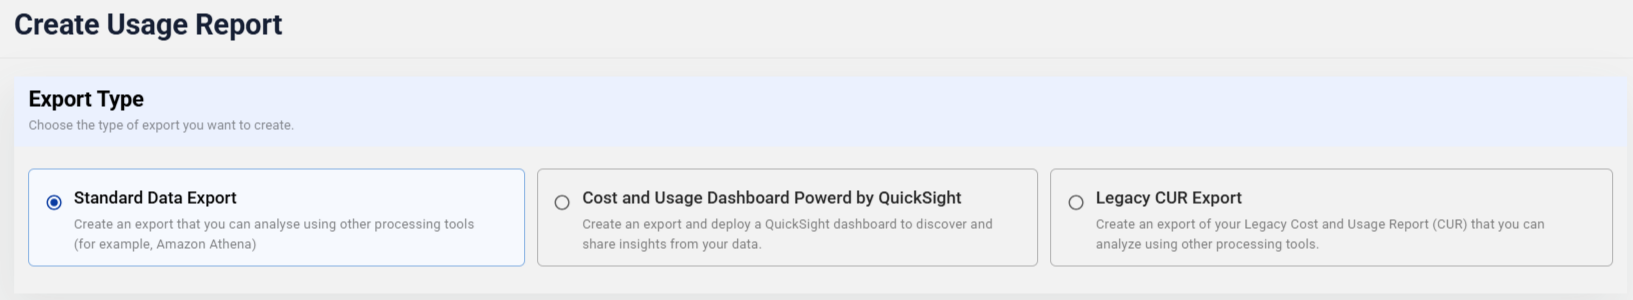 Create Usage Report
Export Type
Choose the type of export you want to create.
Standard Data Export
Create an export that you can analyse using other processing tools
(for example, Amazon Athena)
Cost and Usage Dashboard Powerd by QuickSight
Create an export and deploy a QuickSight dashboard to discover and
share insights from your data.
Legacy CUR Export
Create an export of your Legacy Cost and Usage Report (CUR) that you can
analyze using other processing tools.